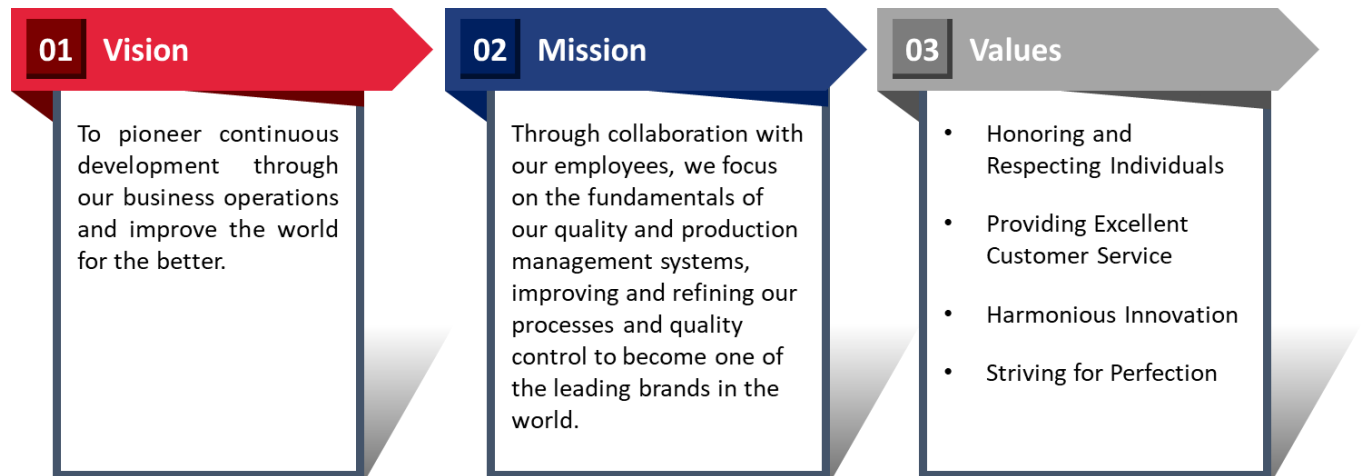 01 Vision
To pioneer continuous
development through
our business operations
and improve the world
for the better.
02 Mission
Through collaboration with
our employees, we focus
on the fundamentals of
our quality and production
management systems,
improving and refining our
processes and quality
control to become one of
the leading brands in the
world.
03 Values
• Honoring and
Respecting Individuals
• Providing Excellent
Customer Service
• Harmonious Innovation
• Striving for Perfection